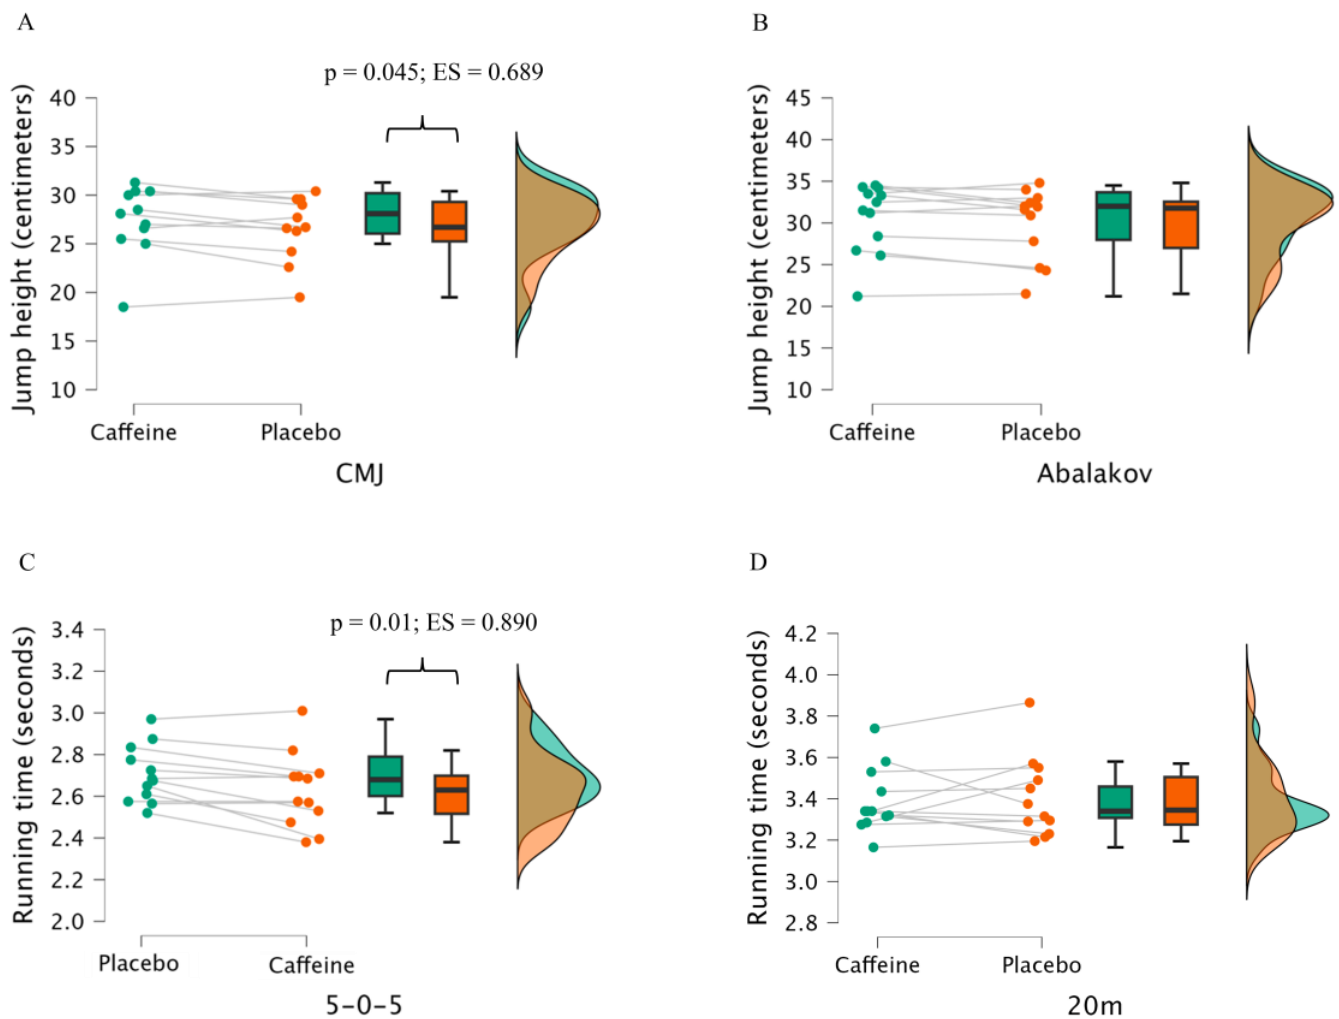 A
p = 0.045; ES = 0.689
Jump height (centimeters)
40
35
30
25
20
15
10
Caffeine Placebo
CMJ
B
Jump height (centimeters)
45
40
35
30
25
20
15
10
Caffeine Placebo
Abalakov
C
p = 0.01; ES = 0.890
Running time (seconds)
3.4
3.2
3.0
2.8
2.6
2.4
2.2
2.0
Placebo Caffeine
5-0-5
D
Running time (seconds)
4.2
4.0
3.8
3.6
3.4
3.2
3.0
2.8
Caffeine Placebo
20m